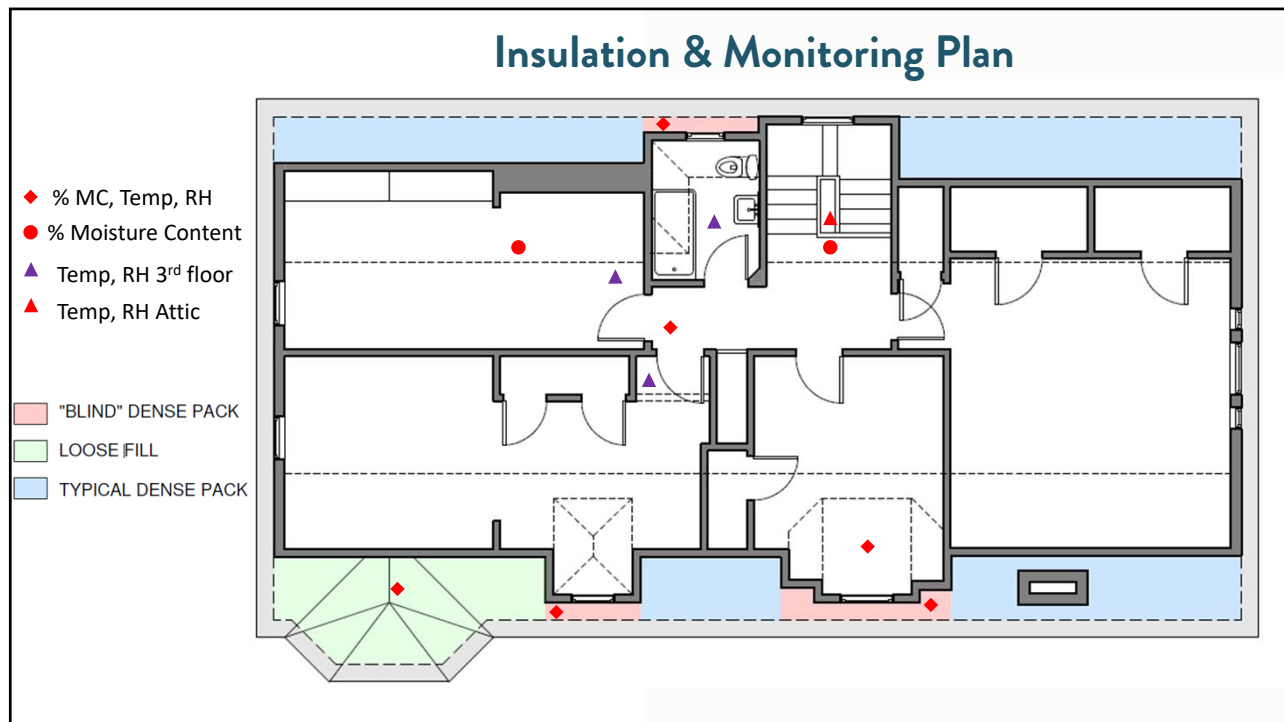 Insulation & Monitoring Plan
% MC, Temp, RH
% Moisture Content
Temp, RH 3rd floor
Temp, RH Attic
"BLIND" DENSE PACK
LOOSE FILL
TYPICAL DENSE PACK